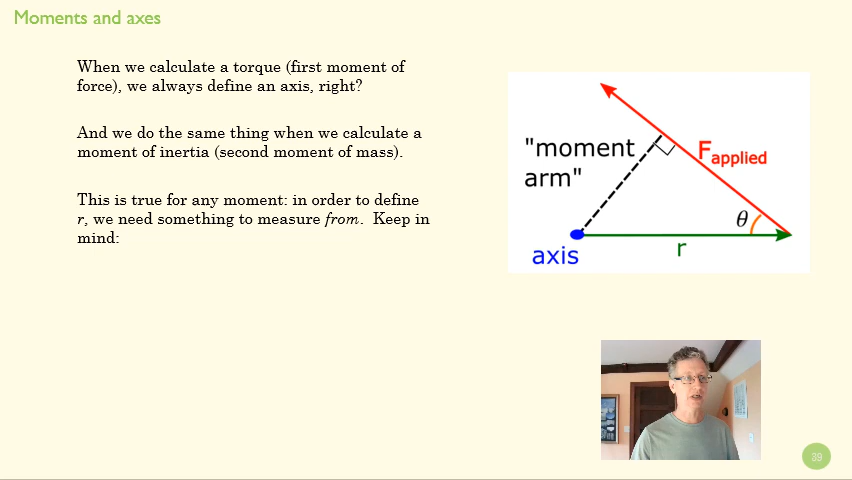 Moments and axes
When we calculate a torque (first moment of
force), we always define an axis, right?
And we do the same thing when we calculate a
moment of inertia (second moment of mass).
This is true for any moment: in order to define
r, we need something to measure from. Keep in
mind:
"moment
arm"
Fapplied
θ
axis
r
39